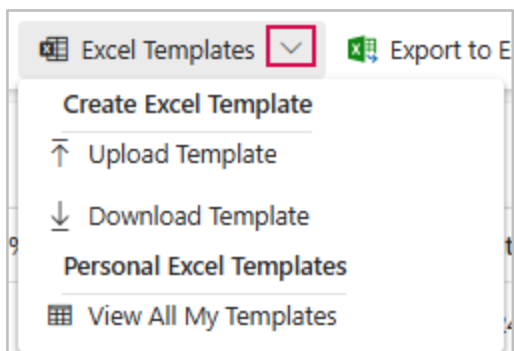 Excel Templates Export to E
Create Excel Template
Upload Template
Download Template
Personal Excel Templates
View All My Templates